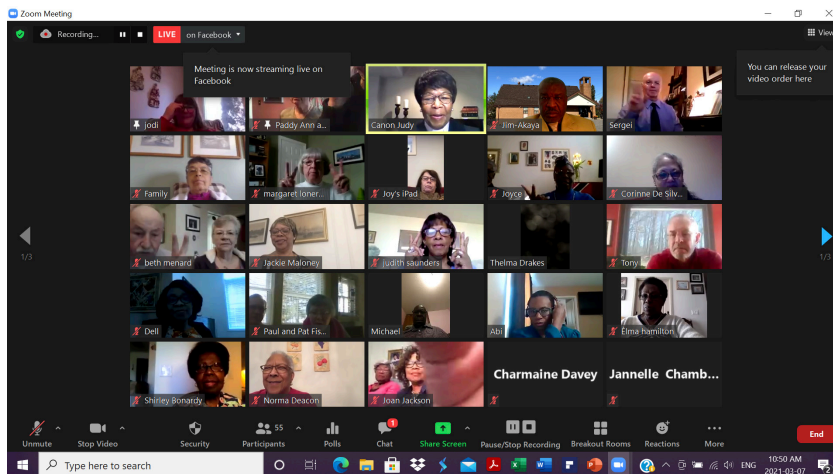 Zoom Meeting
Recording...
LIVE on Facebook
View
Meeting is now streaming live on
Facebook
You can release your
video order here
jodi
Paddy Ann a...
Canon Judy
Jim-Akaya
Sergei
Family
margaret loner...
Joy's iPad
Joyce
Corinne De Silv...
beth menard
Jackie Maloney
judith saunders
Thelma Drakes
Tony
1/3
1/3
Dell
Paul and Pat Fis...
Michael
Abi
Elma hamilton
Shirley Bonardy
Norma Deacon
Joan Jackson
Charmaine Davey
Jannelle Chamb...
55
1
Unmute
Stop Video
Security
Participants
Polls
Chat
Share Screen
Pause/Stop Recording
Breakout Rooms
Reactions
More
End
Type here to search
ENG
10:50 AM
2021-03-07